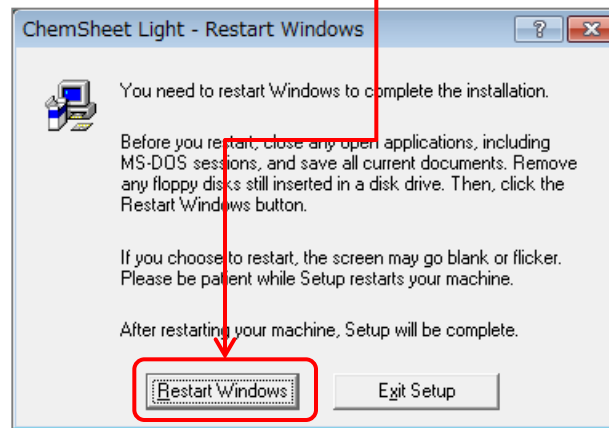 ChemSheet Light - Restart Windows
You need to restart Windows to complete the installation.
Before you restart, close any open applications, including
MS-DOS sessions, and save all current documents. Remove
any floppy disks still inserted in a disk drive. Then, click the
Restart Windows button.
If you choose to restart, the screen may go blank or flicker.
Please be patient while Setup restarts your machine.
After restarting your machine, Setup will be complete.
Restart Windows
Exit Setup